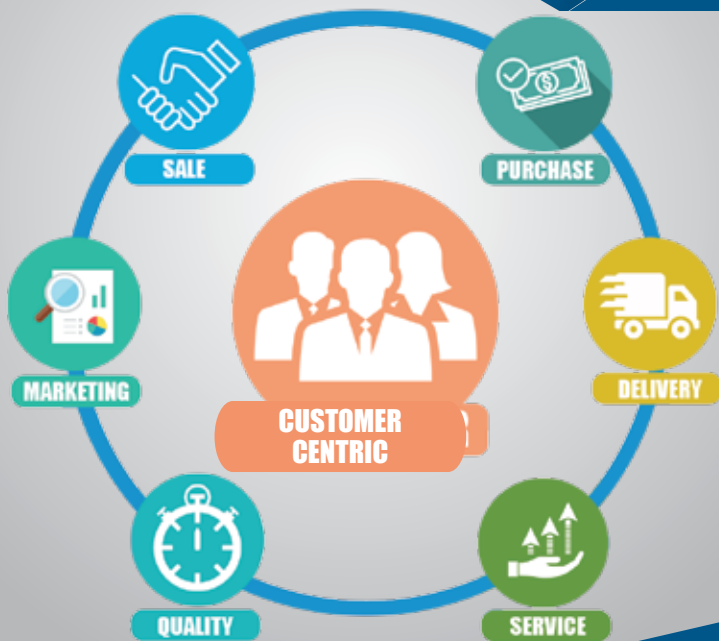 SALE
PURCHASE
MARKETING
DELIVERY
CUSTOMER
CENTRIC
QUALITY
SERVICE